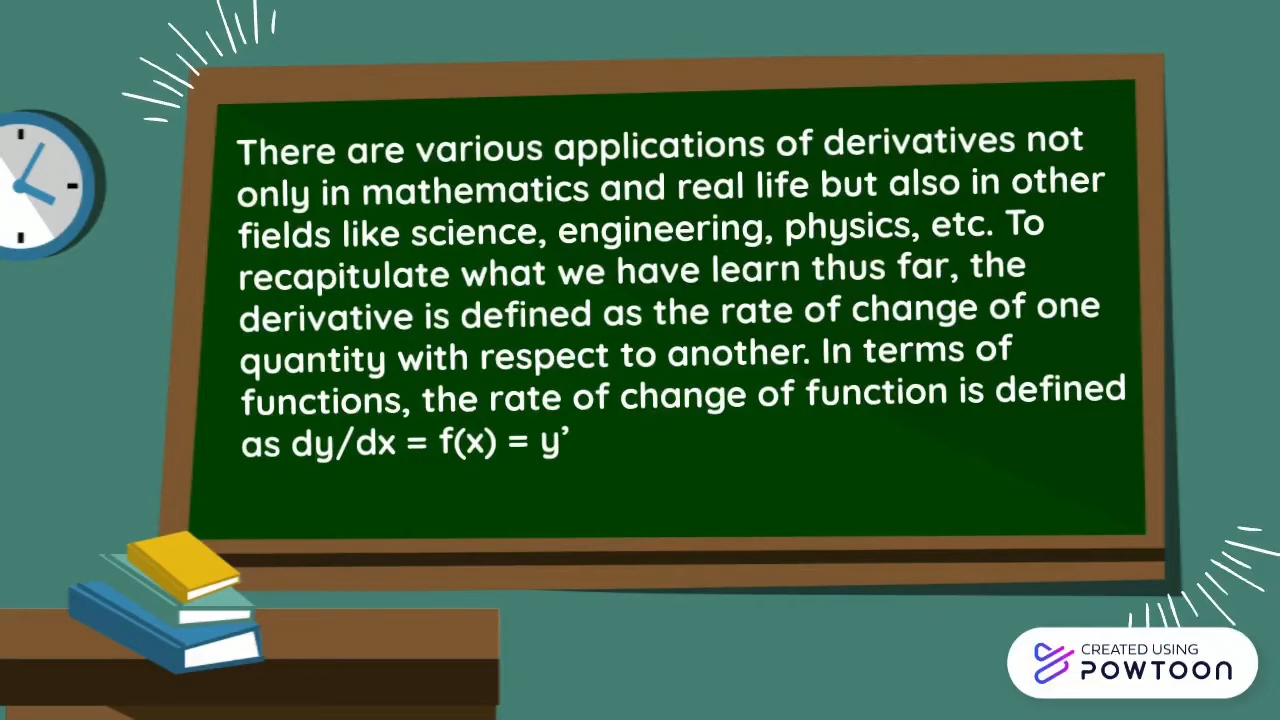 There are various applications of derivatives not
only in mathematics and real life but also in other
fields like science, engineering, physics, etc. To
recapitulate what we have learn thus far, the
derivative is defined as the rate of change of one
quantity with respect to another. In terms of
functions, the rate of change of function is defined
as dy/dx = f(x) = y’
CREATED USING
POWTOON